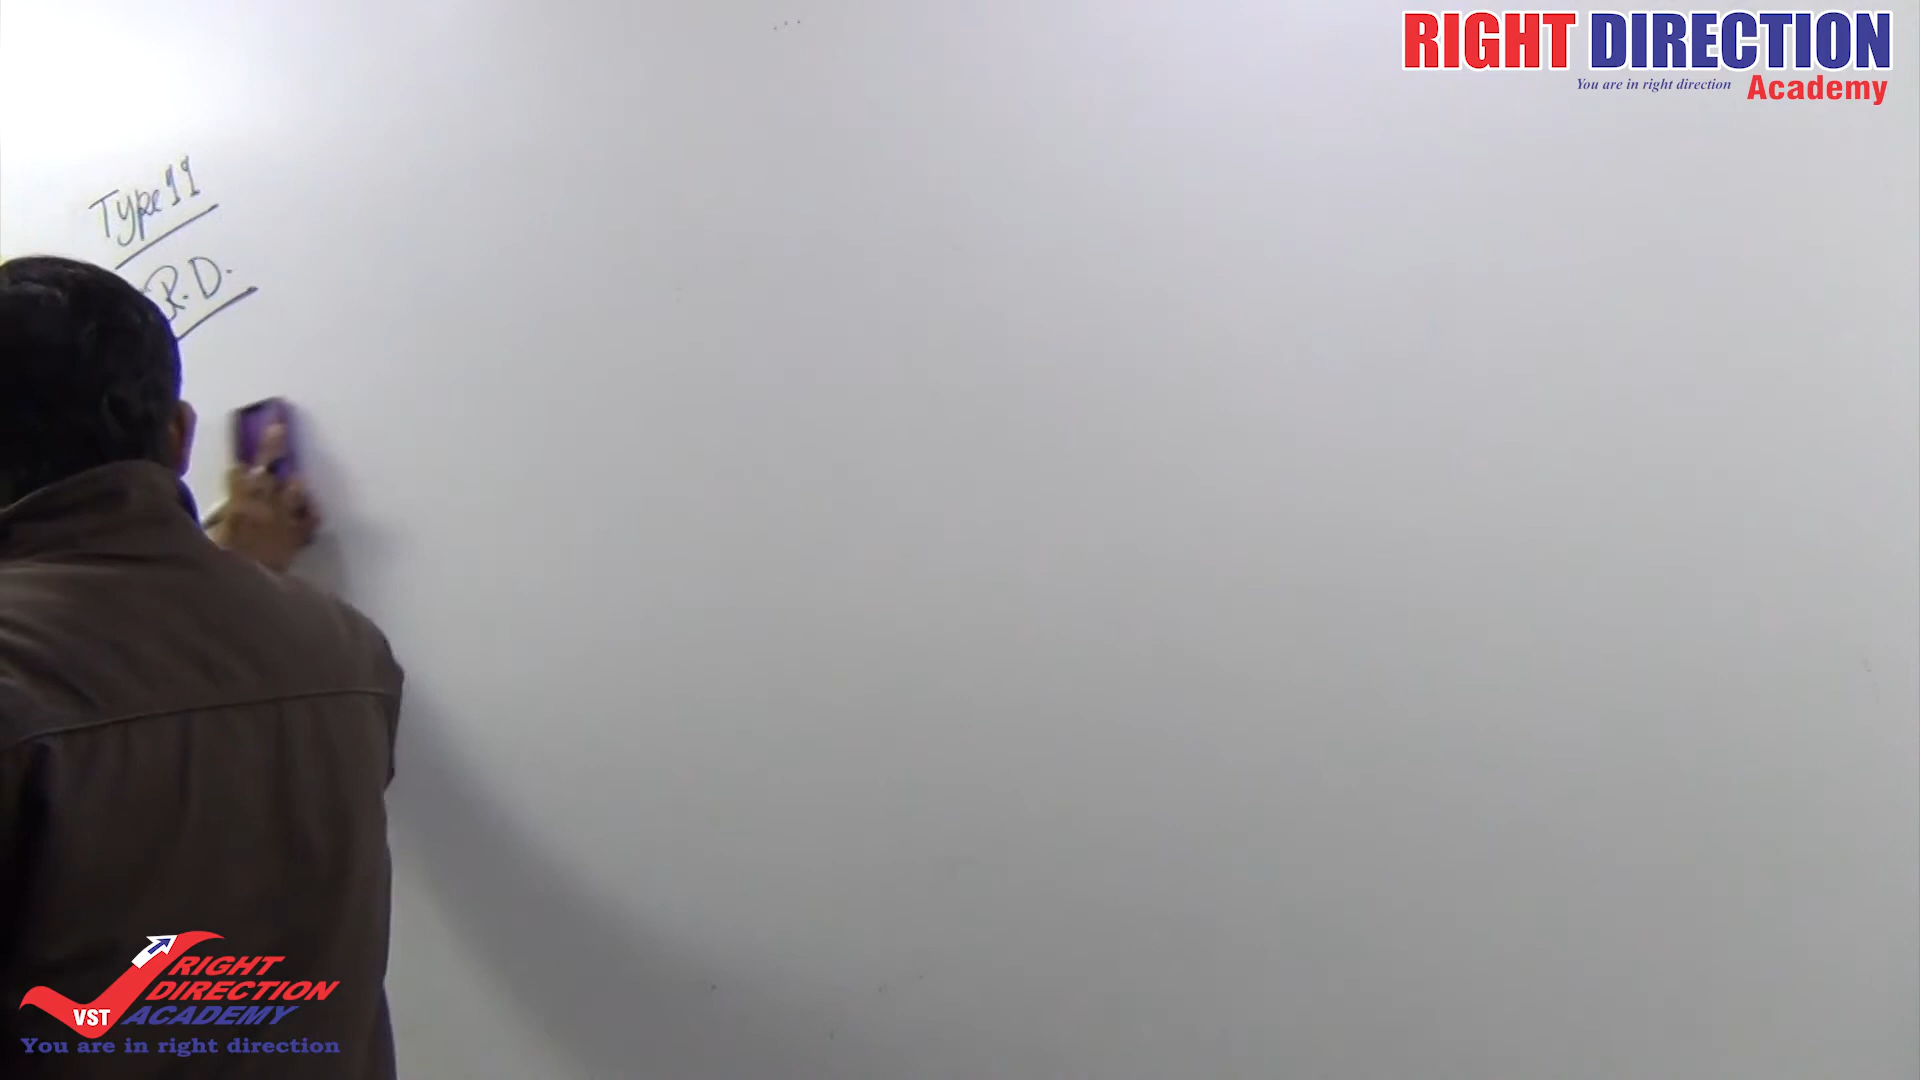 RIGHT DIRECTION
You are in right direction Academy
Type 11
R.D.
RIGHT
DIRECTION
VST ACADEMY
You are in right direction